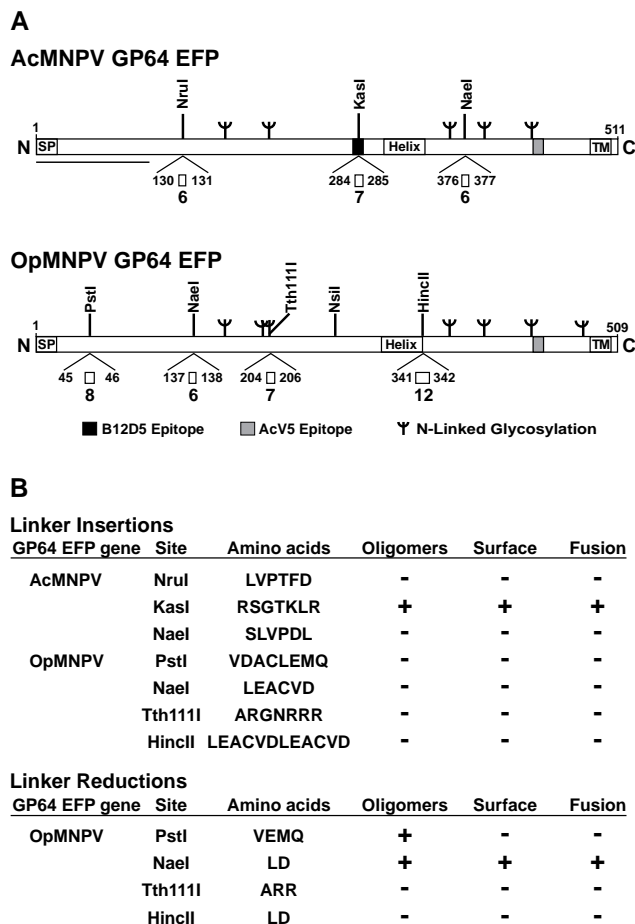 A
AcMNPV GP64 EFP
NruI KasI NaeI
1 511
N SP Helix TM C
130 131 284 285 376 377
6 7 6
OpMNPV GP64 EFP
PstI NaeI Tth111I NsiI HincII
1 509
N SP Helix TM C
45 46 137 138 204 206 341 342
8 6 7 12
B12D5 Epitope AcV5 Epitope N-Linked Glycosylation
B
Linker Insertions
GP64 EFP gene Site Amino acids Oligomers Surface Fusion
AcMNPV NruI LVPTFD - - -
KasI RSGTKLR + + +
NaeI SLVPDL - - -
OpMNPV PstI VDACLEMQ - - -
NaeI LEACVD - - -
Tth111I ARGNRRR - - -
HincII LEACVDLEACVD - - -
Linker Reductions
GP64 EFP gene Site Amino acids Oligomers Surface Fusion
OpMNPV PstI VEMQ + - -
NaeI LD + + +
Tth111I ARR - - -
HincII LD - - -